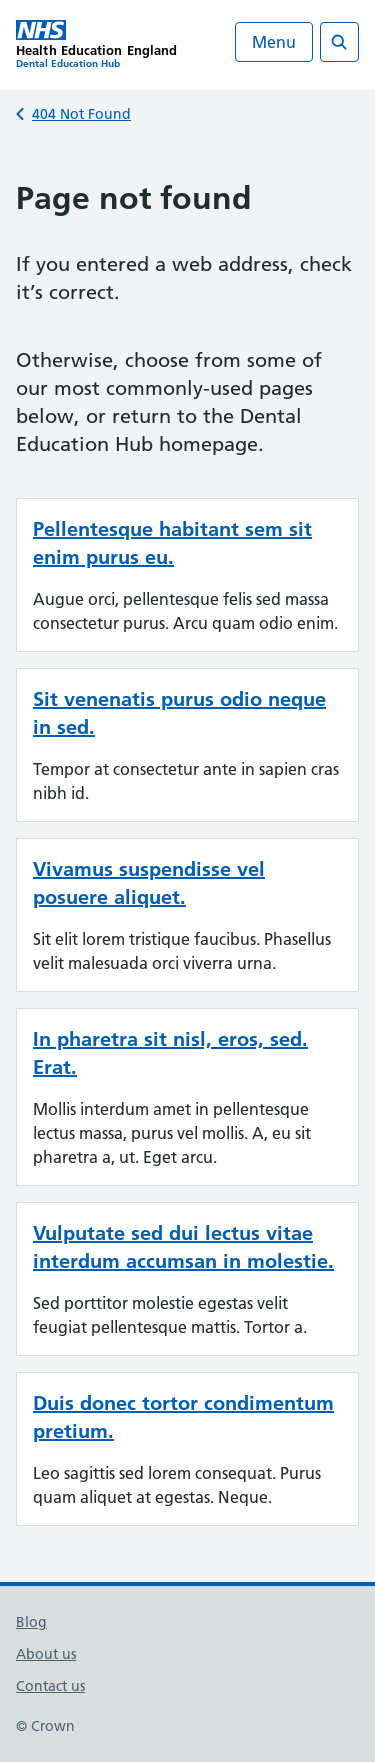 NHS
Health Education England
Dental Education Hub
Menu
404 Not Found
Page not found
If you entered a web address, check
it’s correct.
Otherwise, choose from some of
our most commonly-used pages
below, or return to the Dental
Education Hub homepage.
Pellentesque habitant sem sit
enim purus eu.
Augue orci, pellentesque felis sed massa
consectetur purus. Arcu quam odio enim.
Sit venenatis purus odio neque
in sed.
Tempor at consectetur ante in sapien cras
nibh id.
Vivamus suspendisse vel
posuere aliquet.
Sit elit lorem tristique faucibus. Phasellus
velit malesuada orci viverra urna.
In pharetra sit nisl, eros, sed.
Erat.
Mollis interdum amet in pellentesque
lectus massa, purus vel mollis. A, eu sit
pharetra a, ut. Eget arcu.
Vulputate sed dui lectus vitae
interdum accumsan in molestie.
Sed porttitor molestie egestas velit
feugiat pellentesque mattis. Tortor a.
Duis donec tortor condimentum
pretium.
Leo sagittis sed lorem consequat. Purus
quam aliquet at egestas. Neque.
Blog
About us
Contact us
© Crown